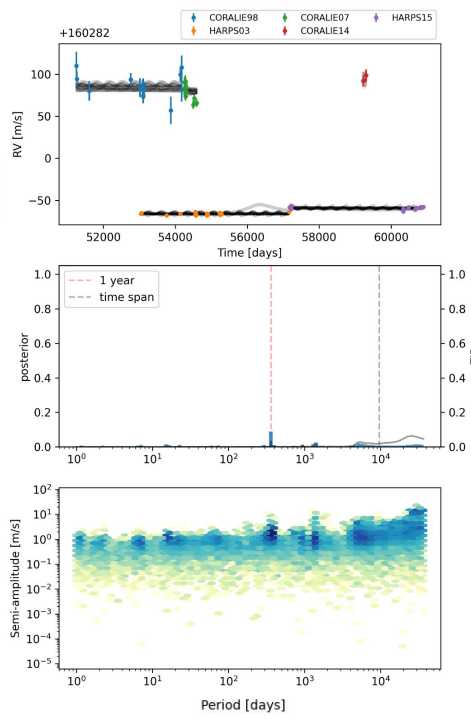 CORALIE98 CORALIE07 HARPS15
HARPS03 CORALIE14
+160282
100
50
0
−50
RV [m/s]
52000 54000 56000 58000 60000
Time [days]
1.0 1.0
0.8 0.8
0.6 0.6
0.4 0.4
0.2 0.2
0.0 0.0
posterior
1 year
time span
10⁰ 10¹ 10² 10³ 10⁴
10²
10¹
10⁰
10⁻¹
10⁻²
10⁻³
10⁻⁴
10⁻⁵
Semi-amplitude [m/s]
10⁰ 10¹ 10² 10³ 10⁴
Period [days]